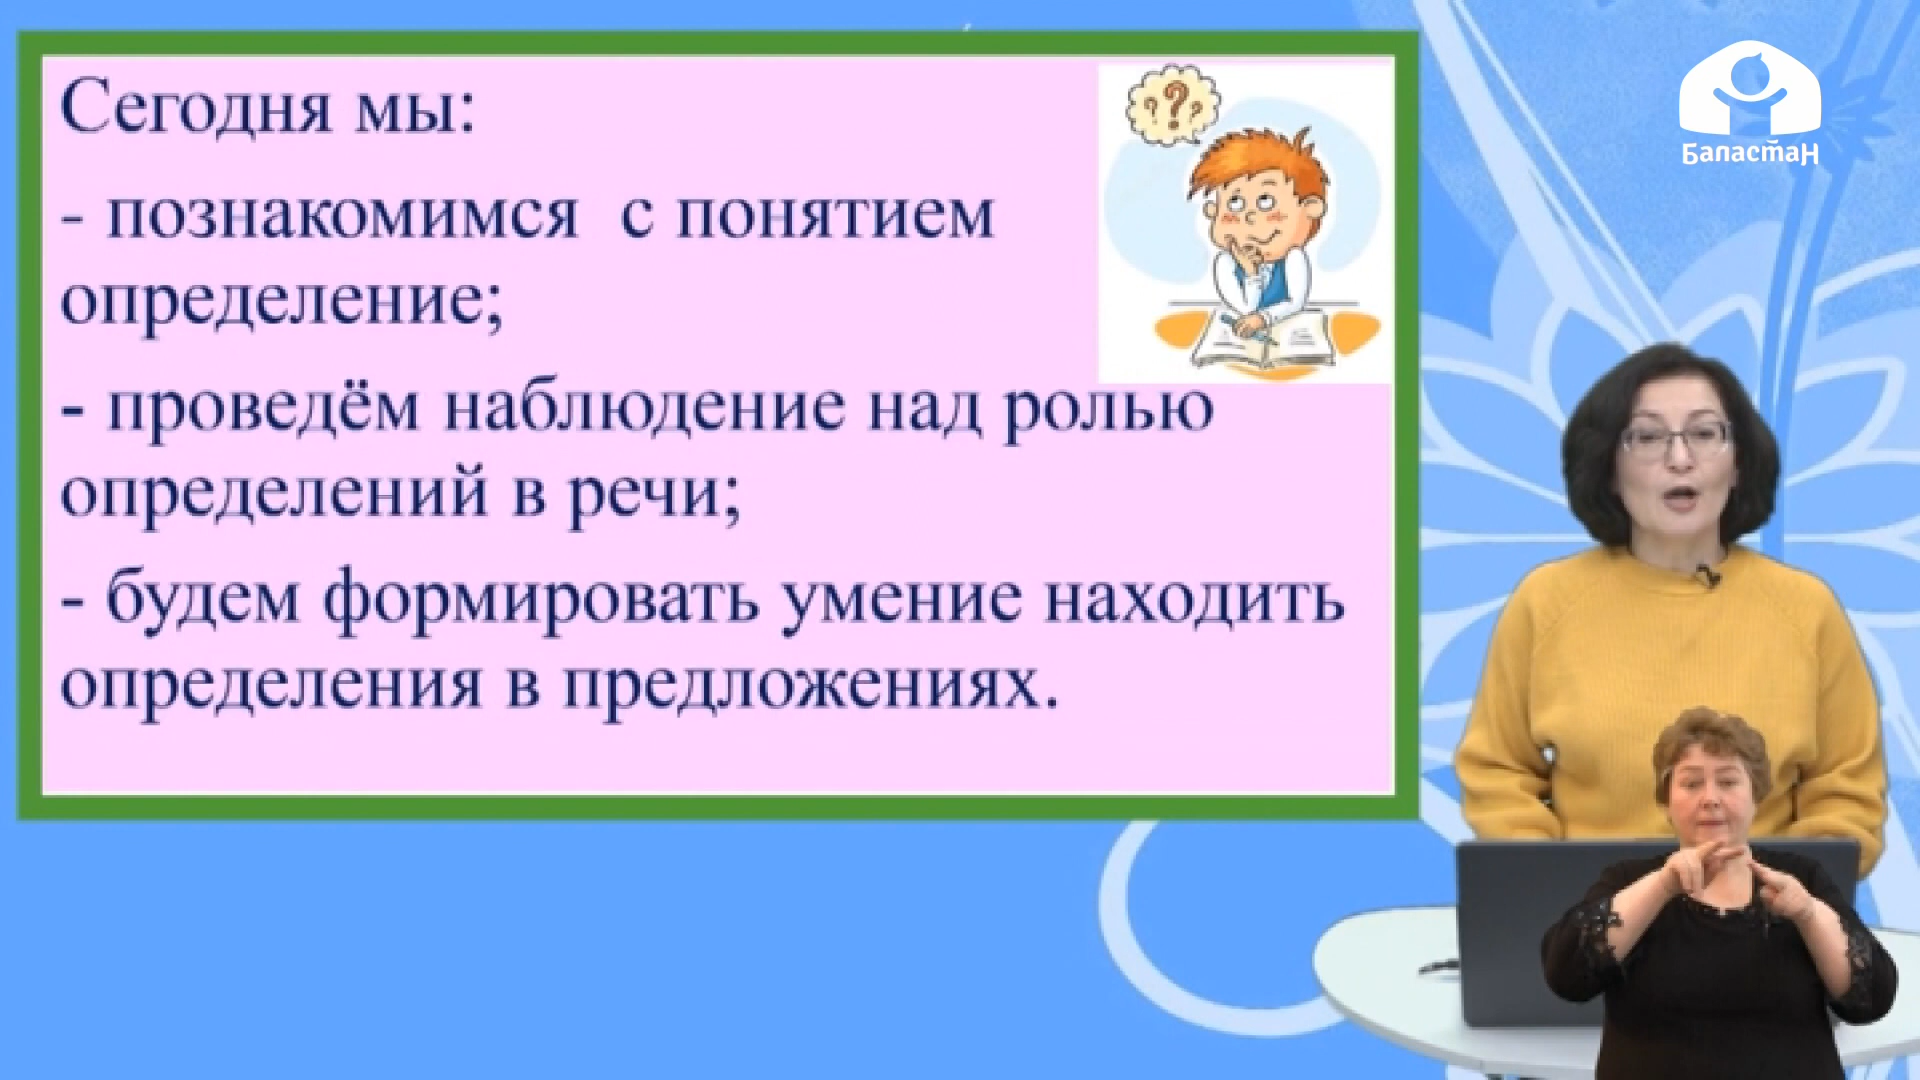 Сегодня мы:
- познакомимся с понятием
определение;
- проведём наблюдение над ролью
определений в речи;
- будем формировать умение находить
определения в предложениях.
Баластан
? ? ?